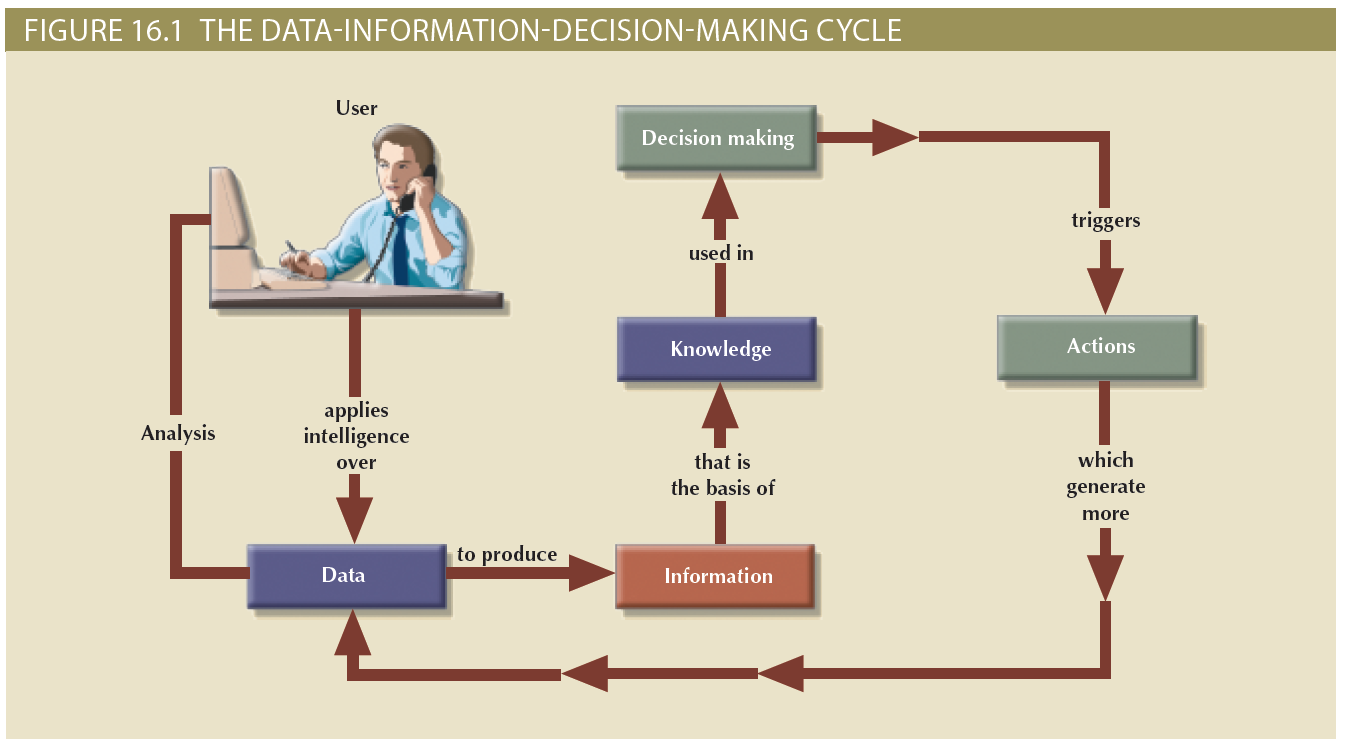 FIGURE 16.1 THE DATA-INFORMATION-DECISION-MAKING CYCLE
User
Analysis
applies
intelligence
over
Data
to produce
Information
that is
the basis of
Knowledge
used in
Decision making
triggers
Actions
which
generate
more